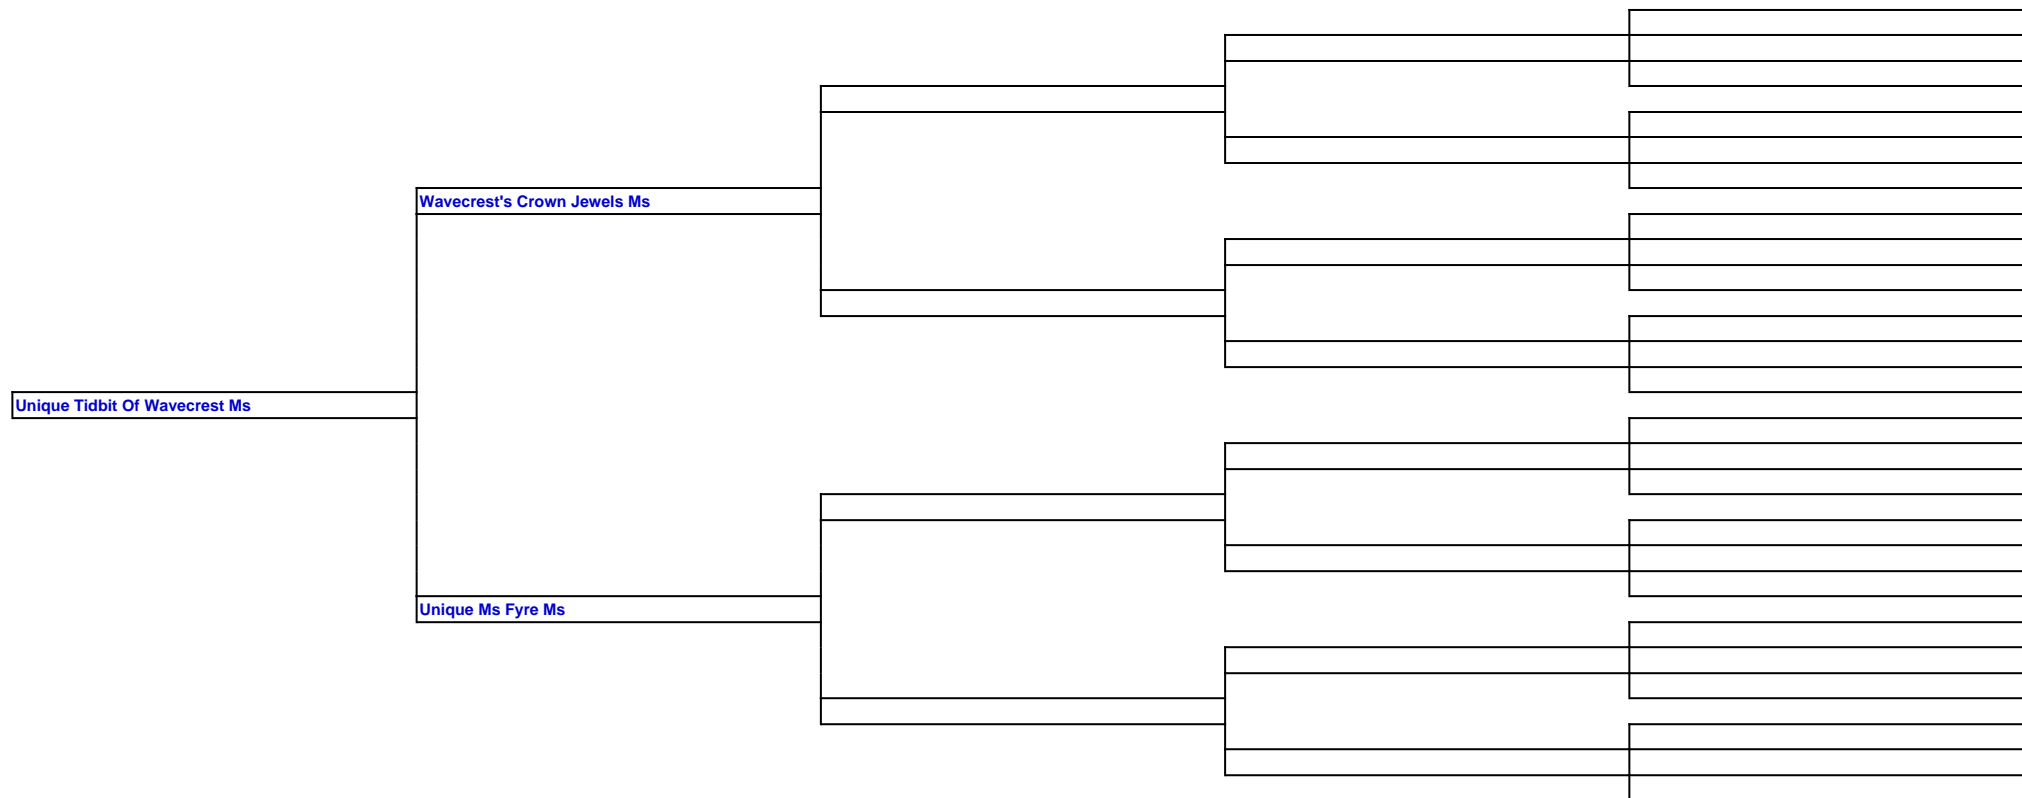 Wavecrest's Crown Jewels Ms
Unique Tidbit Of Wavecrest Ms
Unique Ms Fyre Ms